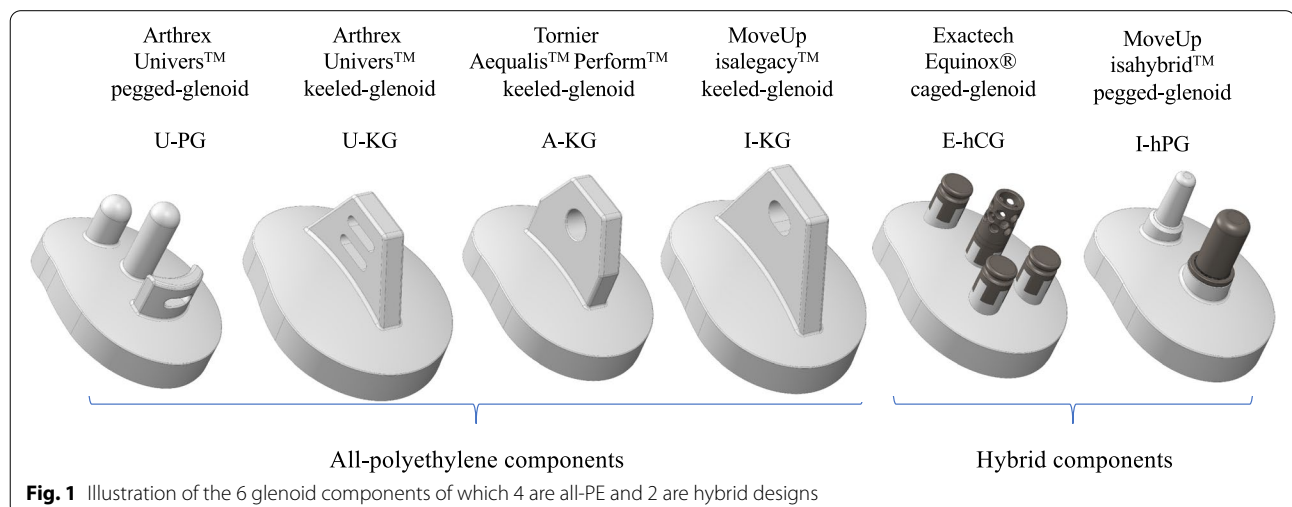 Arthrex
Univers™
pegged-glenoid
U-PG
Arthrex
Univers™
keeled-glenoid
U-KG
Tornier
Aequalis™ Perform™
keeled-glenoid
A-KG
MoveUp
isalegacy™
keeled-glenoid
I-KG
Exactech
Equinox®
caged-glenoid
E-hCG
MoveUp
isahybrid™
pegged-glenoid
I-hPG
All-polyethylene components
Hybrid components
Fig. 1 Illustration of the 6 glenoid components of which 4 are all-PE and 2 are hybrid designs